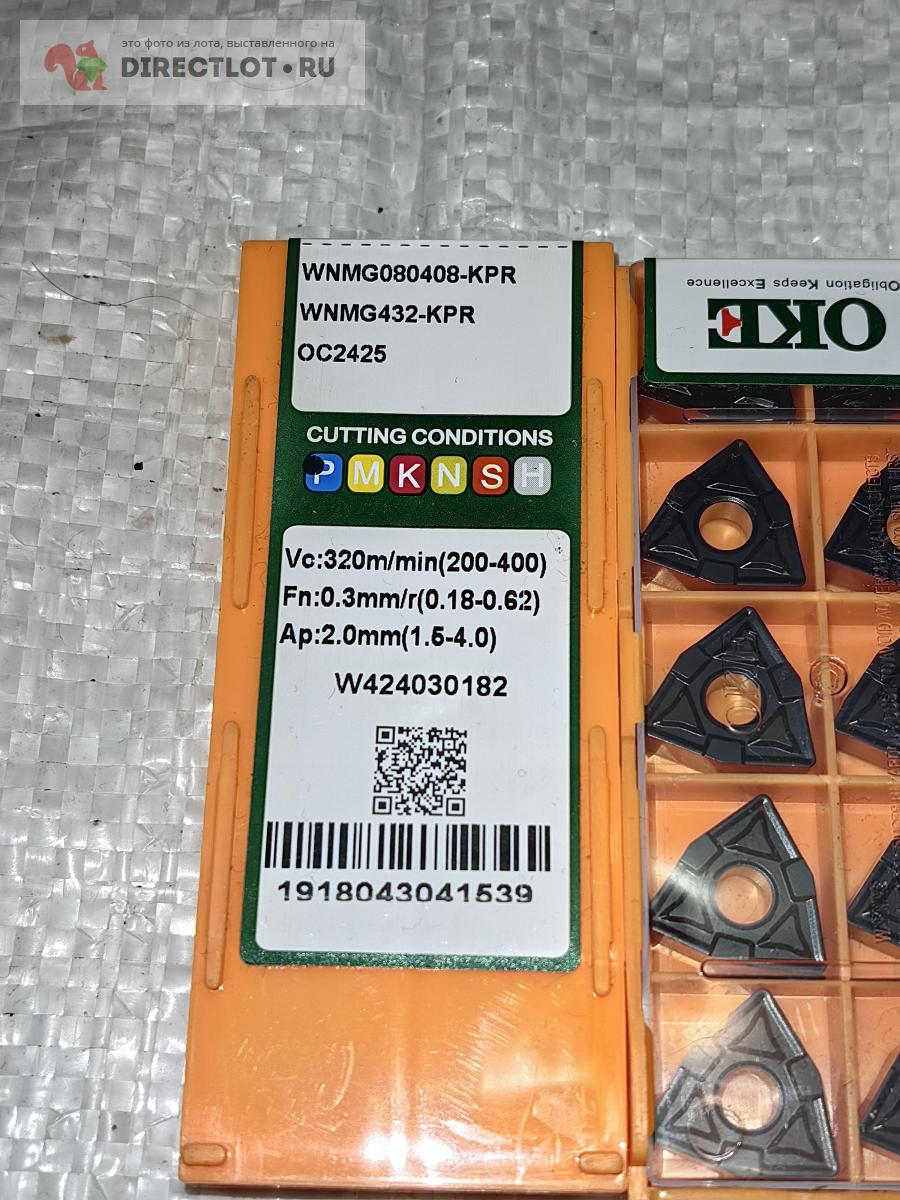 это фото из лота, выставленного на
DIRECTLOT.RU
WNMG080408-KPR
WNMG432-KPR
OC2425
CUTTING CONDITIONS
P M K N S H
Vc:320m/min(200-400)
Fn:0.3mm/r(0.18-0.62)
Ap:2.0mm(1.5-4.0)
W424030182
1918043041539
OKE
Obligation Keeps Excellence